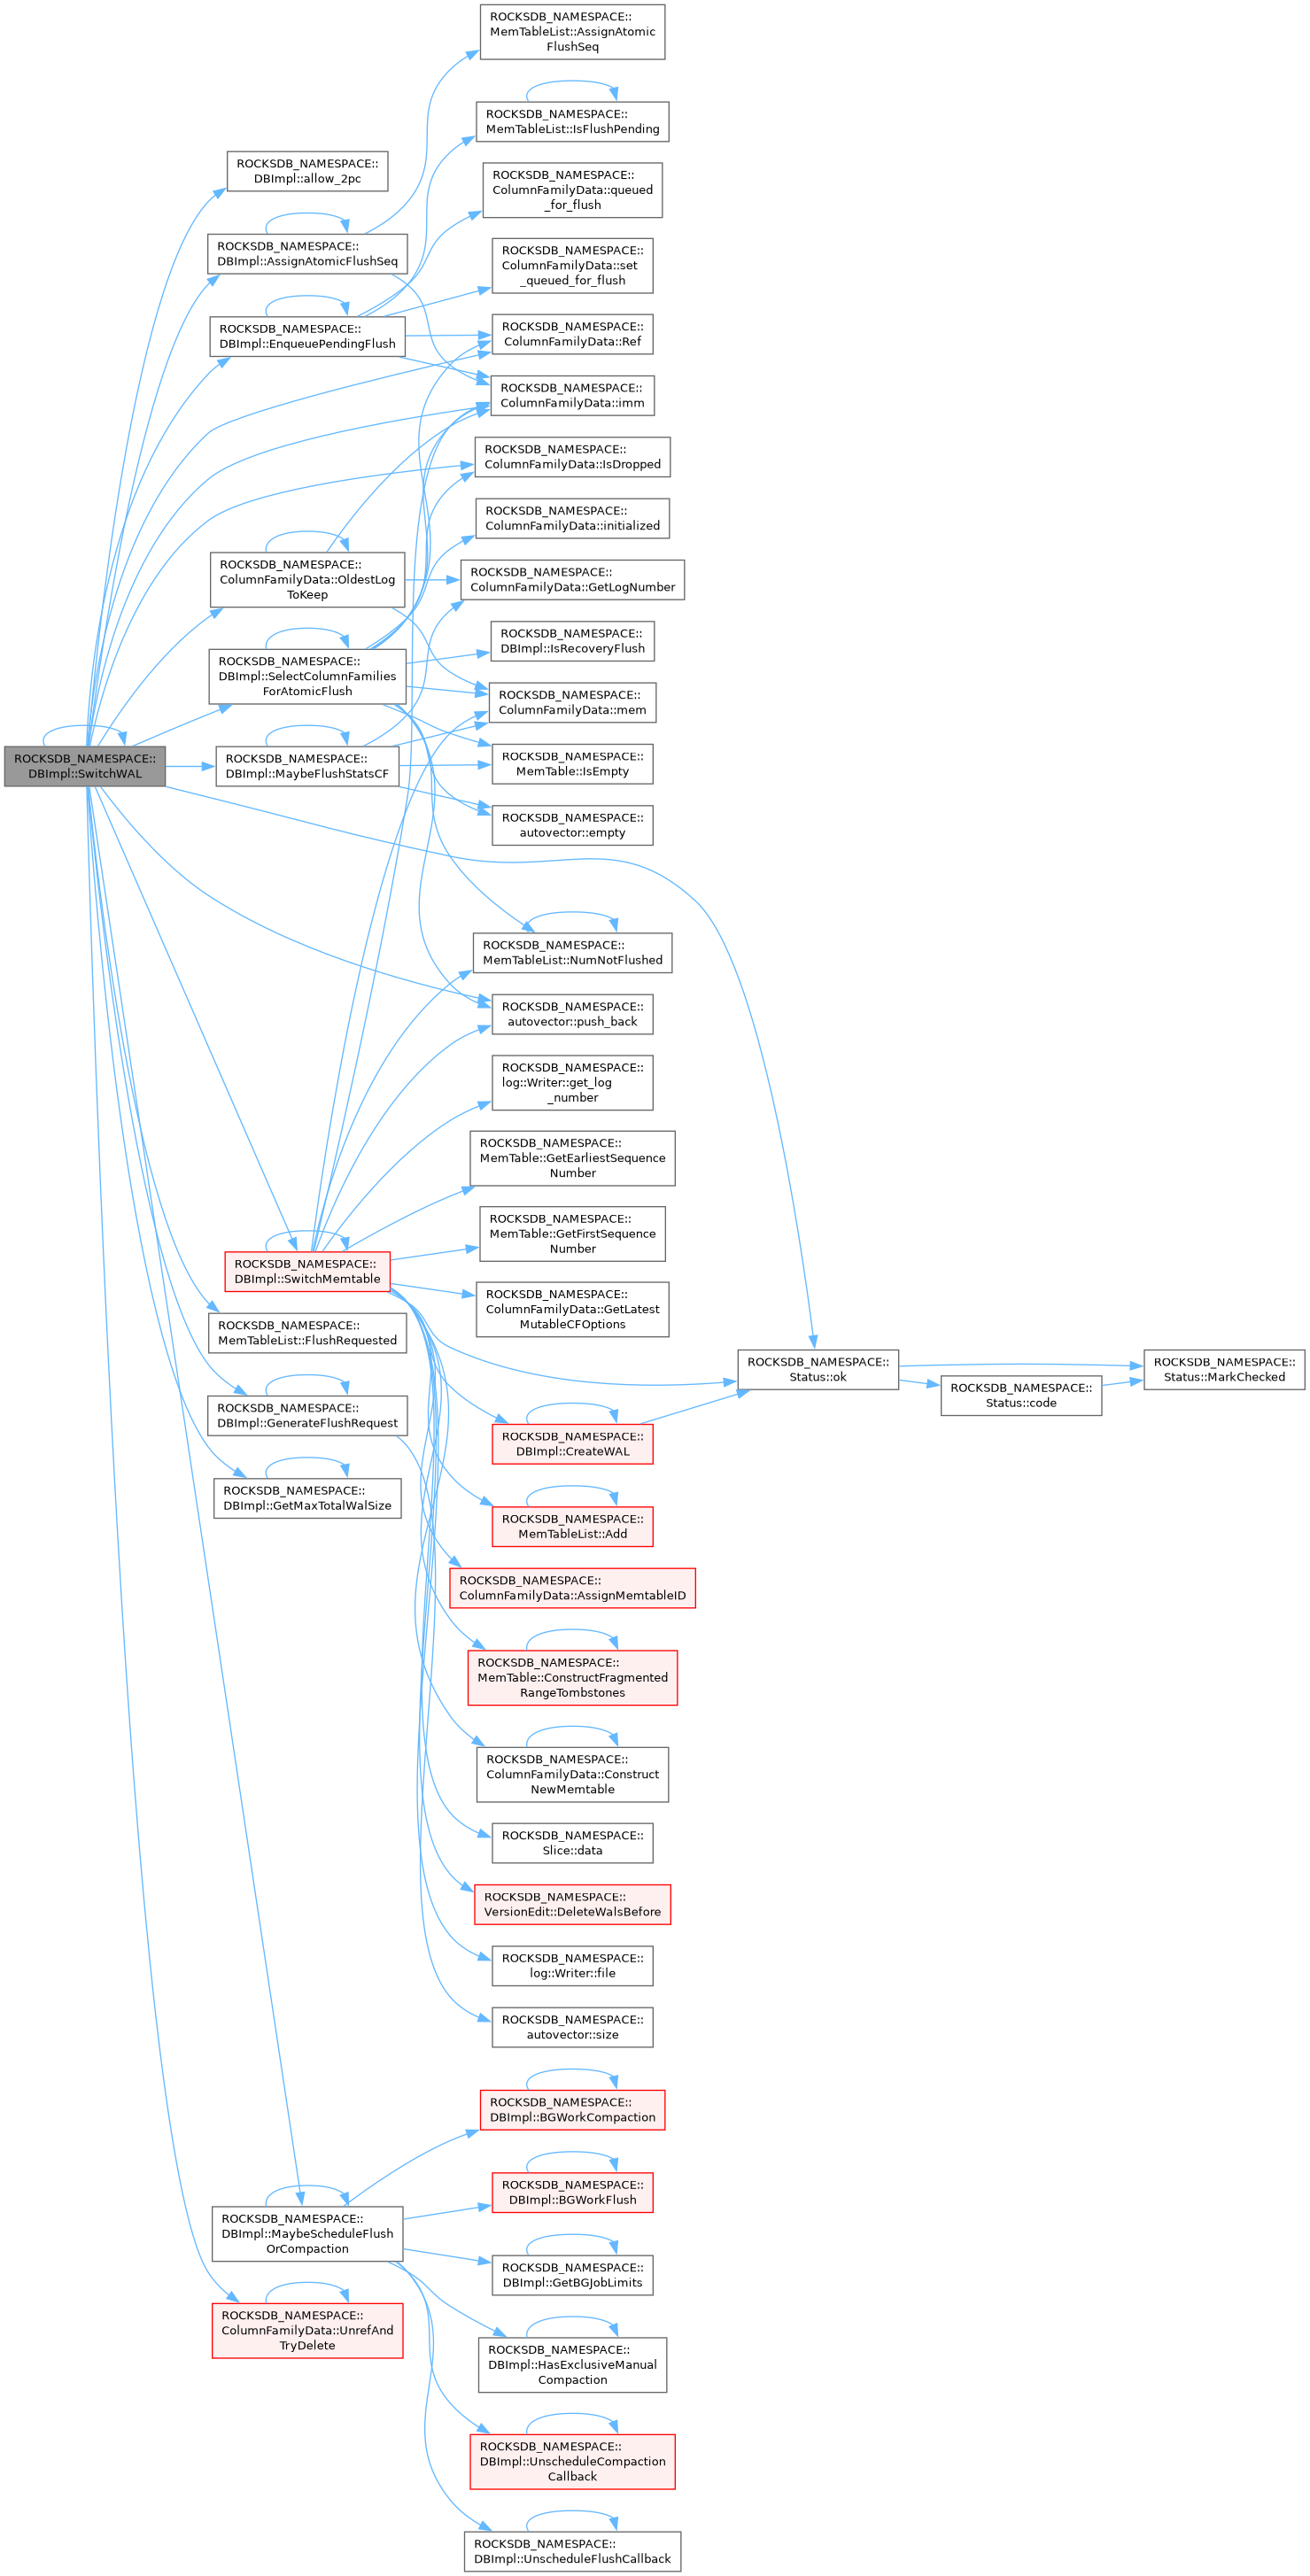 ROCKSDB_NAMESPACE::
DBImpl::SwitchWAL
ROCKSDB_NAMESPACE::
DBImpl::allow_2pc
ROCKSDB_NAMESPACE::
DBImpl::AssignAtomicFlushSeq
ROCKSDB_NAMESPACE::
DBImpl::EnqueuePendingFlush
ROCKSDB_NAMESPACE::
ColumnFamilyData::OldestLog
ToKeep
ROCKSDB_NAMESPACE::
DBImpl::SelectColumnFamilies
ForAtomicFlush
ROCKSDB_NAMESPACE::
DBImpl::MaybeFlushStatsCF
ROCKSDB_NAMESPACE::
DBImpl::SwitchMemtable
ROCKSDB_NAMESPACE::
MemTableList::FlushRequested
ROCKSDB_NAMESPACE::
DBImpl::GenerateFlushRequest
ROCKSDB_NAMESPACE::
DBImpl::GetMaxTotalWalSize
ROCKSDB_NAMESPACE::
DBImpl::MaybeScheduleFlush
OrCompaction
ROCKSDB_NAMESPACE::
ColumnFamilyData::UnrefAnd
TryDelete
ROCKSDB_NAMESPACE::
MemTableList::AssignAtomic
FlushSeq
ROCKSDB_NAMESPACE::
MemTableList::IsFlushPending
ROCKSDB_NAMESPACE::
ColumnFamilyData::queued
_for_flush
ROCKSDB_NAMESPACE::
ColumnFamilyData::set
_queued_for_flush
ROCKSDB_NAMESPACE::
ColumnFamilyData::Ref
ROCKSDB_NAMESPACE::
ColumnFamilyData::imm
ROCKSDB_NAMESPACE::
ColumnFamilyData::IsDropped
ROCKSDB_NAMESPACE::
ColumnFamilyData::initialized
ROCKSDB_NAMESPACE::
ColumnFamilyData::GetLogNumber
ROCKSDB_NAMESPACE::
DBImpl::IsRecoveryFlush
ROCKSDB_NAMESPACE::
ColumnFamilyData::mem
ROCKSDB_NAMESPACE::
MemTable::IsEmpty
ROCKSDB_NAMESPACE::
autovector::empty
ROCKSDB_NAMESPACE::
MemTableList::NumNotFlushed
ROCKSDB_NAMESPACE::
autovector::push_back
ROCKSDB_NAMESPACE::
log::Writer::get_log
_number
ROCKSDB_NAMESPACE::
MemTable::GetEarliestSequence
Number
ROCKSDB_NAMESPACE::
MemTable::GetFirstSequence
Number
ROCKSDB_NAMESPACE::
ColumnFamilyData::GetLatest
MutableCFOptions
ROCKSDB_NAMESPACE::
DBImpl::CreateWAL
ROCKSDB_NAMESPACE::
MemTableList::Add
ROCKSDB_NAMESPACE::
ColumnFamilyData::AssignMemtableID
ROCKSDB_NAMESPACE::
MemTable::ConstructFragmented
RangeTombstones
ROCKSDB_NAMESPACE::
ColumnFamilyData::Construct
NewMemtable
ROCKSDB_NAMESPACE::
Slice::data
ROCKSDB_NAMESPACE::
VersionEdit::DeleteWalsBefore
ROCKSDB_NAMESPACE::
log::Writer::file
ROCKSDB_NAMESPACE::
autovector::size
ROCKSDB_NAMESPACE::
DBImpl::BGWorkCompaction
ROCKSDB_NAMESPACE::
DBImpl::BGWorkFlush
ROCKSDB_NAMESPACE::
DBImpl::GetBGJobLimits
ROCKSDB_NAMESPACE::
DBImpl::HasExclusiveManual
Compaction
ROCKSDB_NAMESPACE::
DBImpl::UnscheduleCompaction
Callback
ROCKSDB_NAMESPACE::
DBImpl::UnscheduleFlushCallback
ROCKSDB_NAMESPACE::
Status::ok
ROCKSDB_NAMESPACE::
Status::code
ROCKSDB_NAMESPACE::
Status::MarkChecked